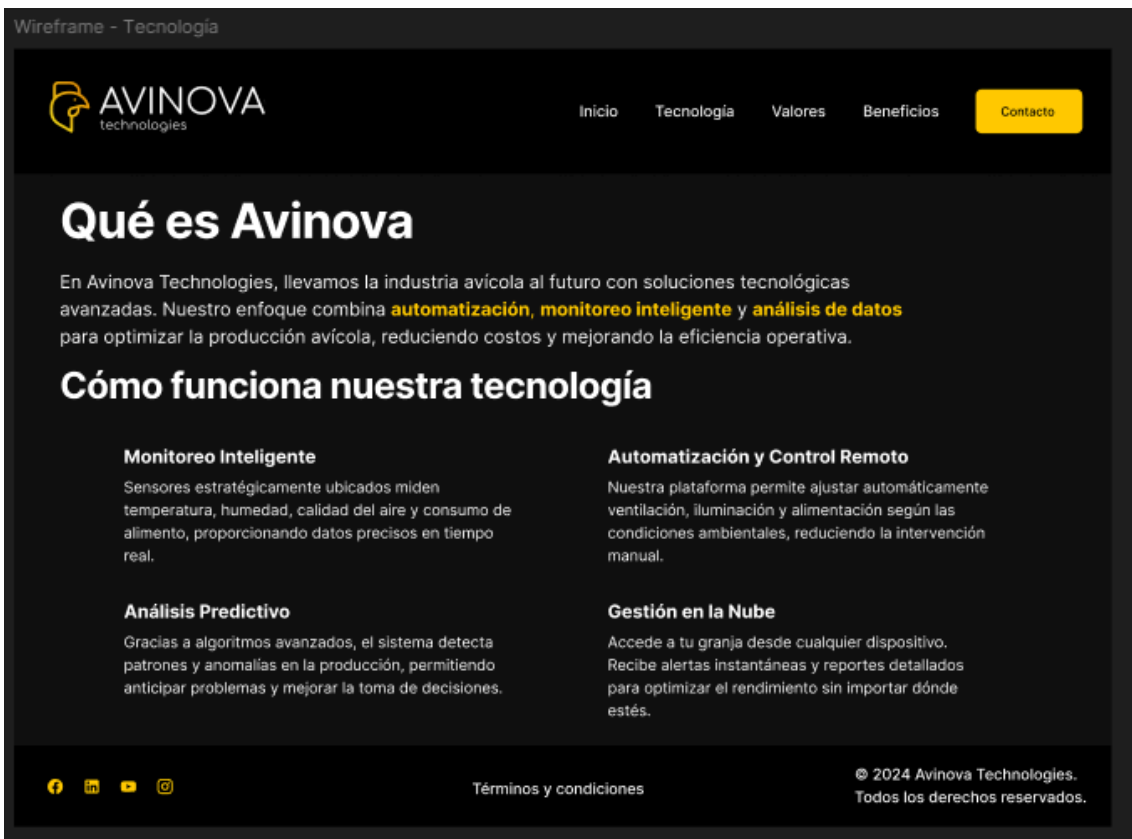 Wireframe - Tecnología
AVINOVA
technologies
Inicio
Tecnología
Valores
Beneficios
Contacto
Qué es Avinova
En Avinova Technologies, llevamos la industria avícola al futuro con soluciones tecnológicas
avanzadas. Nuestro enfoque combina automatización, monitoreo inteligente y análisis de datos
para optimizar la producción avícola, reduciendo costos y mejorando la eficiencia operativa.
Cómo funciona nuestra tecnología
Monitoreo Inteligente
Sensores estratégicamente ubicados miden
temperatura, humedad, calidad del aire y consumo de
alimento, proporcionando datos precisos en tiempo
real.
Automatización y Control Remoto
Nuestra plataforma permite ajustar automáticamente
ventilación, iluminación y alimentación según las
condiciones ambientales, reduciendo la intervención
manual.
Análisis Predictivo
Gracias a algoritmos avanzados, el sistema detecta
patrones y anomalías en la producción, permitiendo
anticipar problemas y mejorar la toma de decisiones.
Gestión en la Nube
Accede a tu granja desde cualquier dispositivo.
Recibe alertas instantáneas y reportes detallados
para optimizar el rendimiento sin importar dónde
estés.
Términos y condiciones
© 2024 Avinova Technologies.
Todos los derechos reservados.